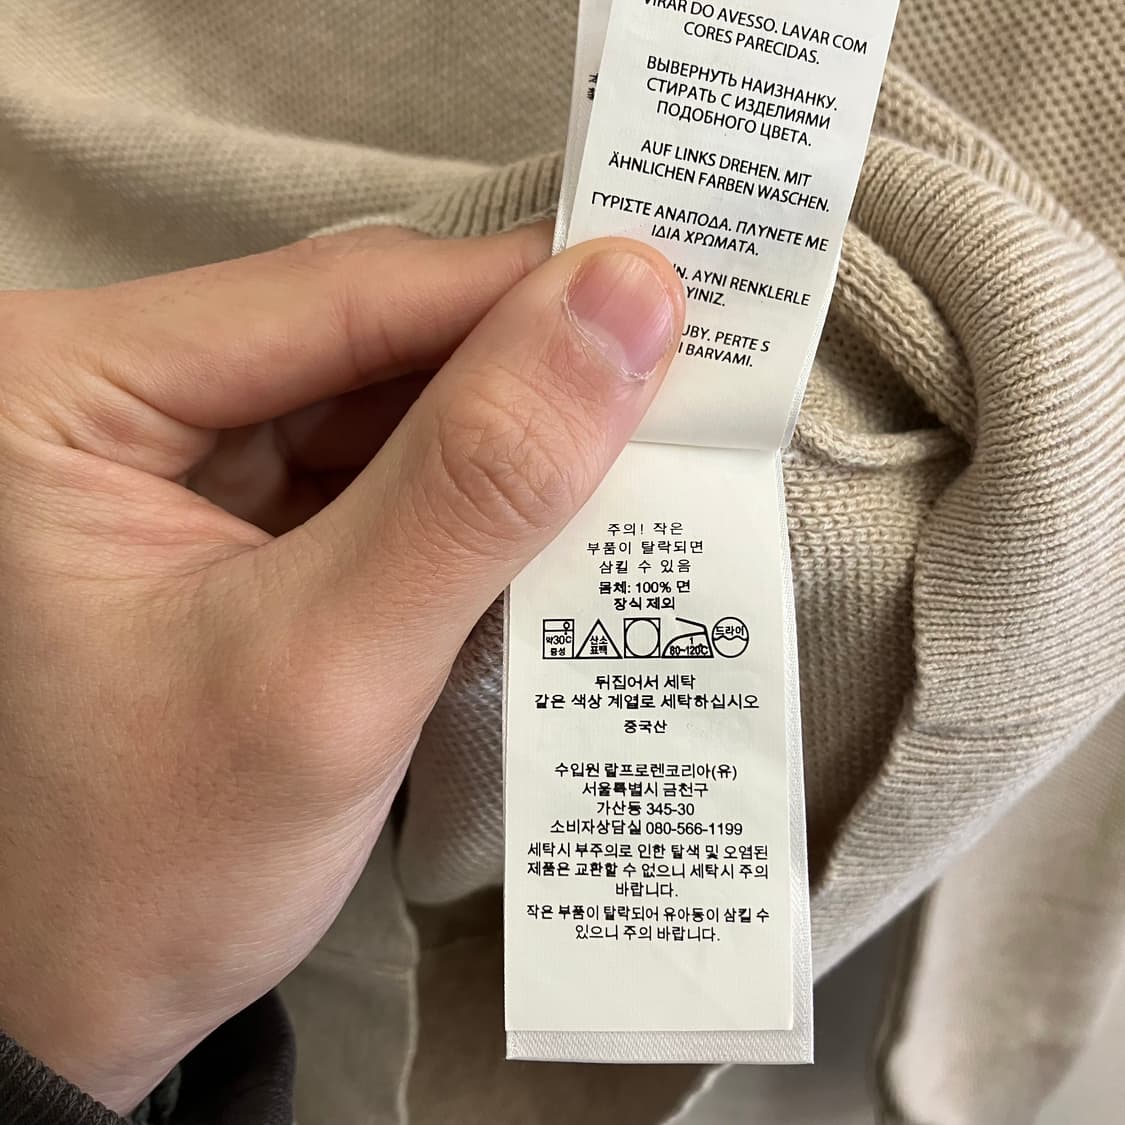 VIRAR DO AVESSO. LAVAR COM
CORES PARECIDAS.
ВЫВЕРНУТЬ НАИЗНАНКУ.
СТИРАТЬ С ИЗДЕЛИЯМИ
ПОДОБНОГО ЦВЕТА.
AUF LINKS DREHEN. MIT
ÄHNLICHEN FARBEN WASCHEN.
ΓΥΡΙΣΤΕ ΑΝΑΠΟΔΑ. ΠΛΥΝΕΤΕ ΜΕ
ΙΔΙΑ ΧΡΩΜΑΤΑ.
AYNI RENKLERLE
PERTE S
BARVAMI.
주의! 작은
부품이 탈락되면
삼킬 수 있음
몸체: 100% 면
장식 제외
약30℃
중성
산소
표백
1
80~120℃
드라이
뒤집어서 세탁
같은 색상 계열로 세탁하십시오
중국산
수입원 랄프로렌코리아(유)
서울특별시 금천구
가산동 345-30
소비자상담실 080-566-1199
세탁시 부주의로 인한 탈색 및 오염된
제품은 교환할 수 없으니 세탁시 주의
바랍니다.
작은 부품이 탈락되어 유아동이 삼킬 수
있으니 주의 바랍니다.